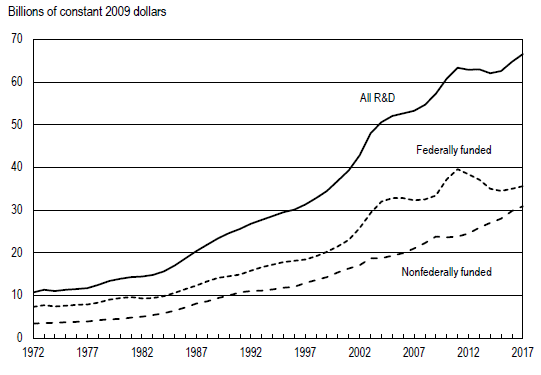 Billions of constant 2009 dollars
70
60
50
40
30
20
10
0
All R&D
Federally funded
Nonfederally funded
1972 1977 1982 1987 1992 1997 2002 2007 2012 2017